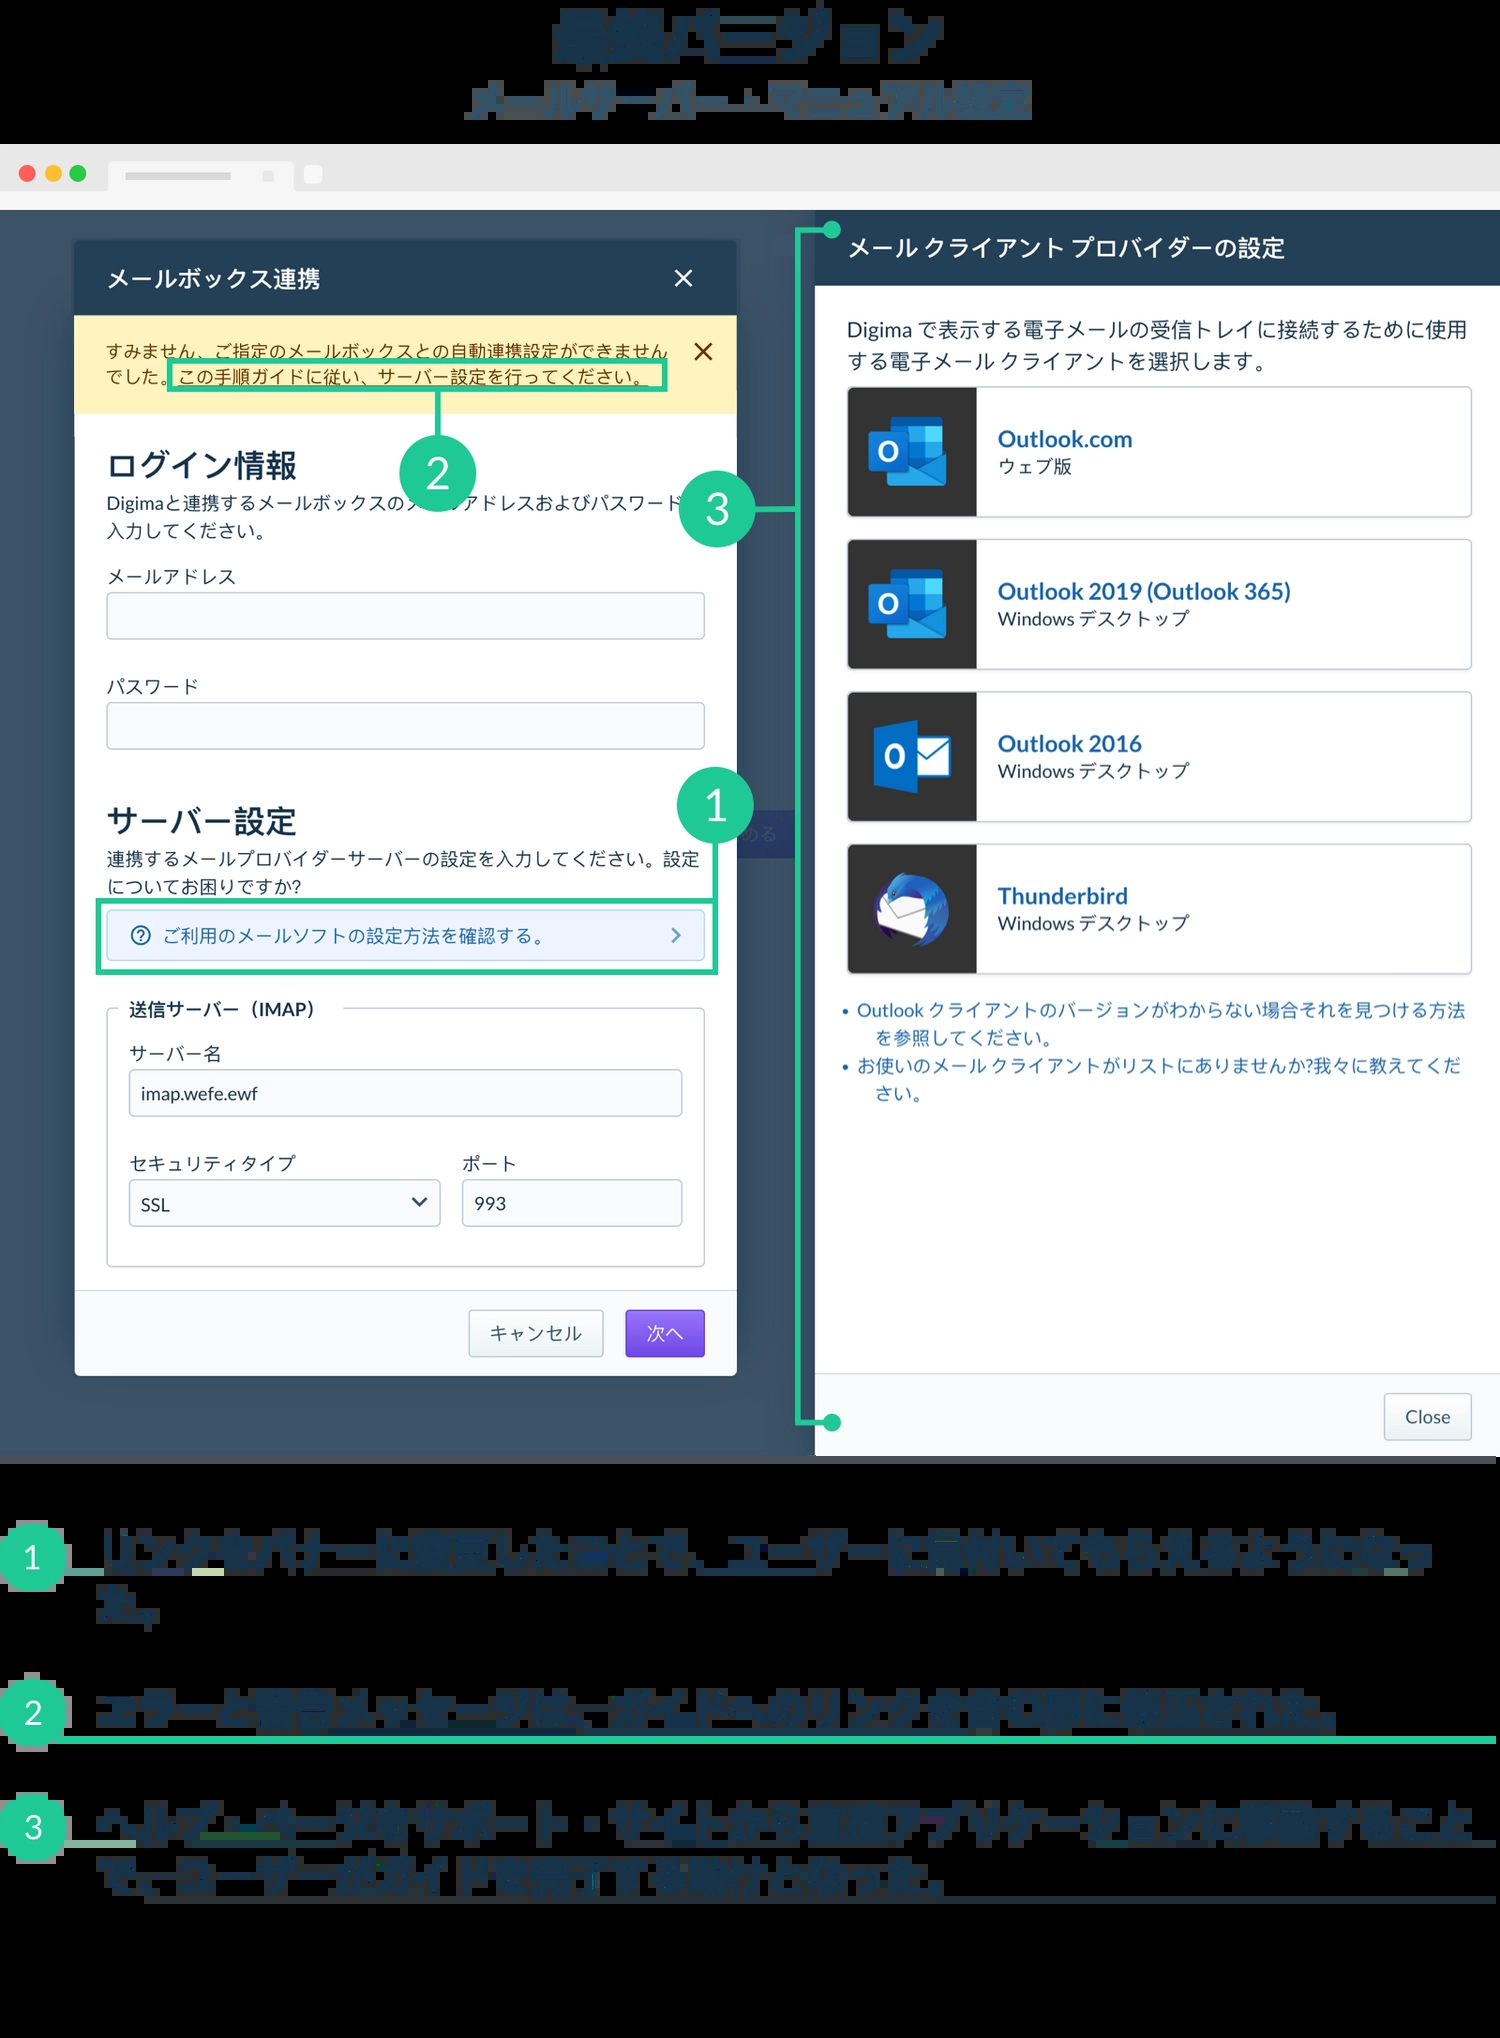 最終バージョン
メールサーバー・マニュアル設定
メール クライアント プロバイダーの設定
メールボックス連携
すみません、ご指定のメールボックスとの自動連携設定ができません
でした。この手順ガイドに従い、サーバー設定を行ってください。
2
ログイン情報
Digimaと連携するメールボックスのメ アドレスおよびパスワード
入力してください。
メールアドレス
パスワード
1
サーバー設定
連携するメールプロバイダーサーバーの設定を入力してください。設定
についてお困りですか?
ご利用のメールソフトの設定方法を確認する。
送信サーバー（IMAP）
サーバー名
imap.wefe.ewf
セキュリティタイプ
ポート
SSL
993
キャンセル
次へ
める
3
Digima で表示する電子メールの受信トレイに接続するために使用
する電子メール クライアントを選択します。
Outlook.com
ウェブ版
Outlook 2019 (Outlook 365)
Windows デスクトップ
Outlook 2016
Windows デスクトップ
Thunderbird
Windows デスクトップ
• Outlook クライアントのバージョンがわからない場合それを見つける方法
を参照してください。
• お使いのメール クライアントがリストにありませんか?我々に教えてくだ
さい。
Close
1
リンクをバナーに変更したことで、ユーザーに気付いてもらえるようになっ
た。
2
エラーと警告メッセージは、ガイドへのリンクを含む様に修正された。
3
ヘルプ・ページをサポート・サイトから アプリケーションに移動すること
で、ユーザーがガイドを完了する助けとなった。